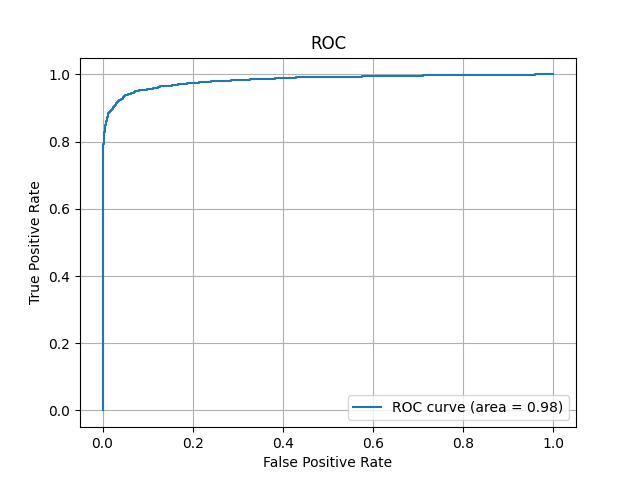 ROC
1.0
0.8
0.6
0.4
0.2
0.0
True Positive Rate
ROC curve (area = 0.98)
0.0 0.2 0.4 0.6 0.8 1.0
False Positive Rate